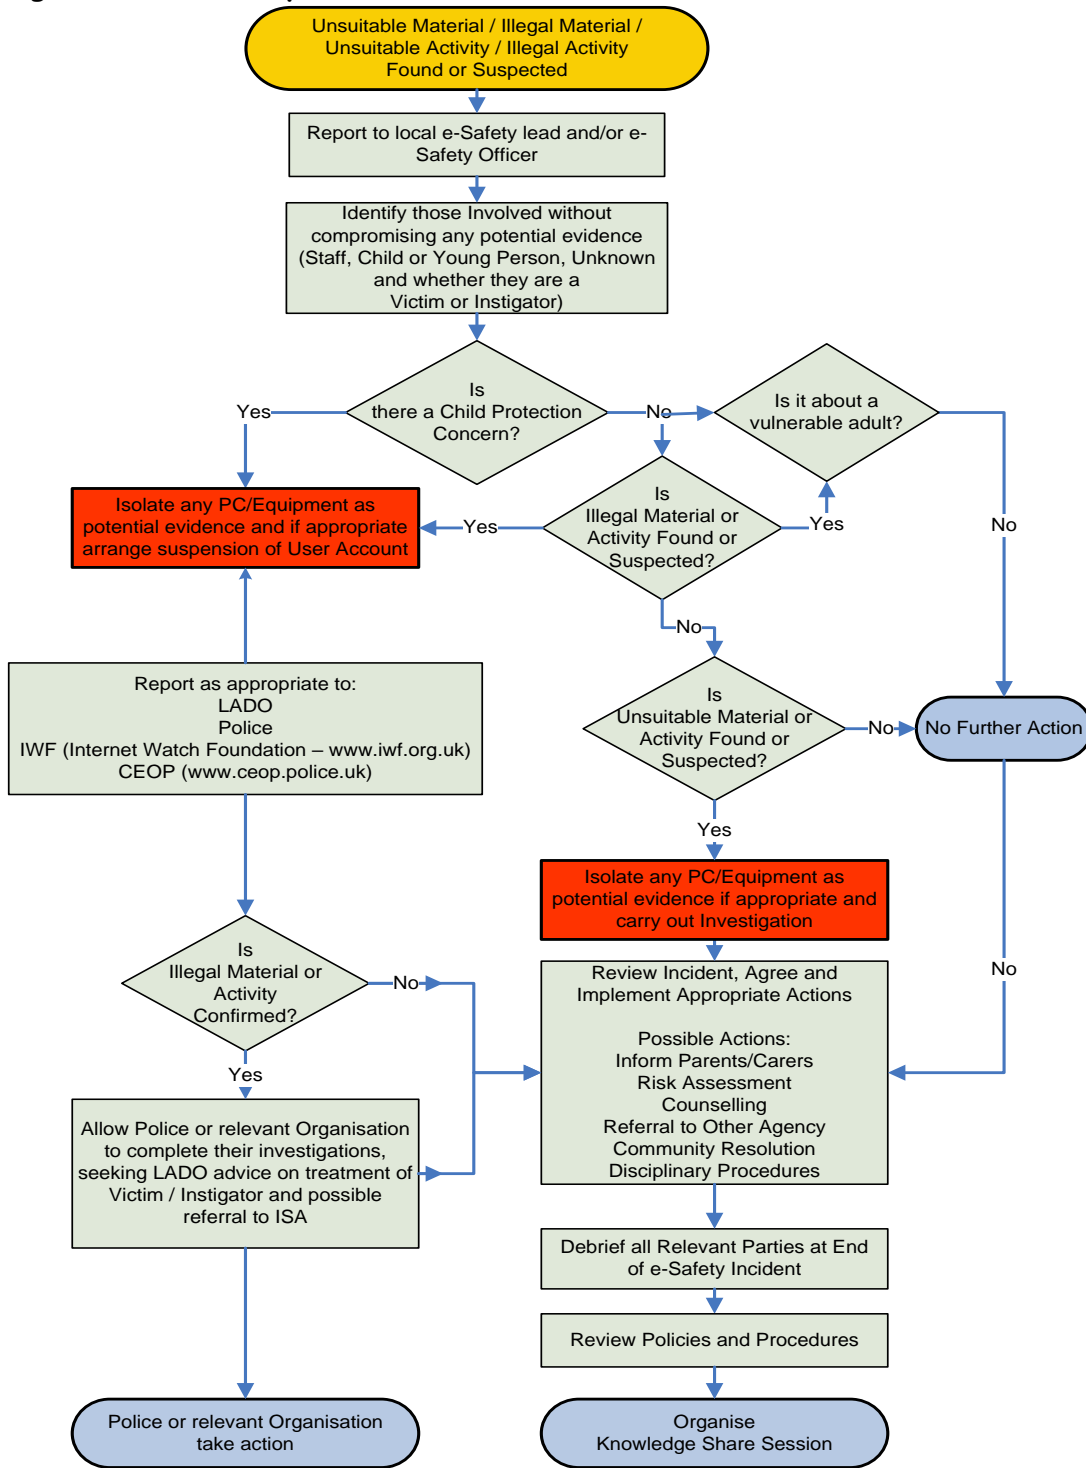 Unsuitable Material / Illegal Material /
Unsuitable Activity / Illegal Activity
Found or Suspected
Report to local e-Safety lead and/or e-
Safety Officer
Identify those Involved without
compromising any potential evidence
(Staff, Child or Young Person, Unknown
and whether they are a
Victim or Instigator)
Is
there a Child Protection
Concern?
Yes
No
Is it about a
vulnerable adult?
Isolate any PC/Equipment as
potential evidence and if appropriate
arrange suspension of User Account
Yes
Is
Illegal Material or
Activity Found or
Suspected?
Yes
No
No
Report as appropriate to:
LADO
Police
IWF (Internet Watch Foundation – www.iwf.org.uk)
CEOP (www.ceop.police.uk)
Is
Unsuitable Material or
Activity Found or
Suspected?
No
No Further Action
Yes
Isolate any PC/Equipment as
potential evidence if appropriate and
carry out Investigation
Is
Illegal Material or
Activity
Confirmed?
No
No
Review Incident, Agree and
Implement Appropriate Actions
Possible Actions:
Inform Parents/Carers
Risk Assessment
Counselling
Referral to Other Agency
Community Resolution
Disciplinary Procedures
Yes
Allow Police or relevant Organisation
to complete their investigations,
seeking LADO advice on treatment of
Victim / Instigator and possible
referral to ISA
Debrief all Relevant Parties at End
of e-Safety Incident
Review Policies and Procedures
Police or relevant Organisation
take action
Organise
Knowledge Share Session